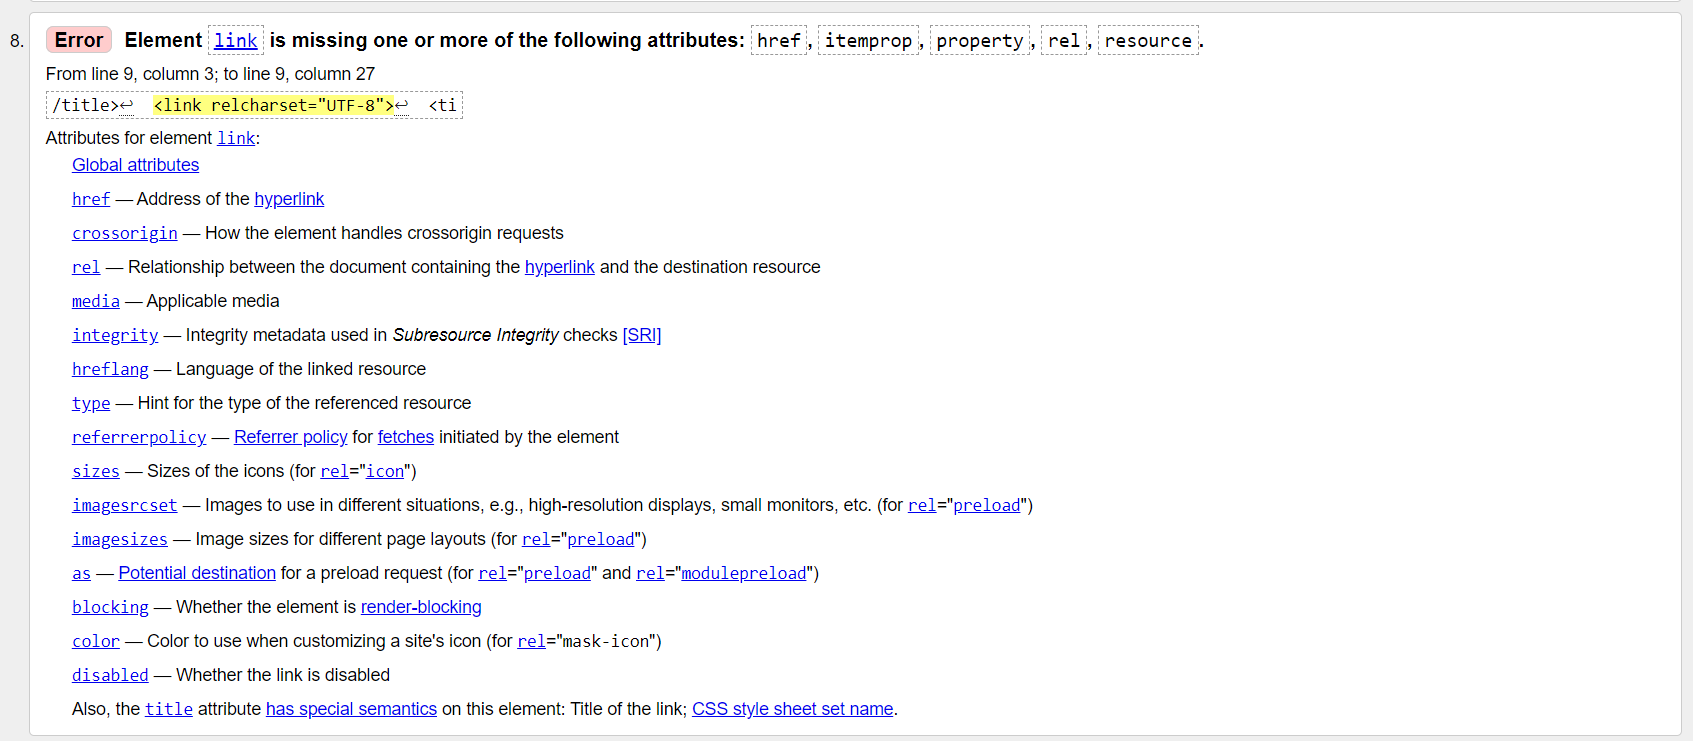 8. Error Element link is missing one or more of the following attributes: href, itemprop, property, rel, resource.
From line 9, column 3; to line 9, column 27
/title>↩ <link relcharset="UTF-8">↩ <ti
Attributes for element link:
Global attributes
href — Address of the hyperlink
crossorigin — How the element handles crossorigin requests
rel — Relationship between the document containing the hyperlink and the destination resource
media — Applicable media
integrity — Integrity metadata used in Subresource Integrity checks [SRI]
hreflang — Language of the linked resource
type — Hint for the type of the referenced resource
referrerpolicy — Referrer policy for fetches initiated by the element
sizes — Sizes of the icons (for rel="icon")
imagesrcset — Images to use in different situations, e.g., high-resolution displays, small monitors, etc. (for rel="preload")
imagesizes — Image sizes for different page layouts (for rel="preload")
as — Potential destination for a preload request (for rel="preload" and rel="modulepreload")
blocking — Whether the element is render-blocking
color — Color to use when customizing a site's icon (for rel="mask-icon")
disabled — Whether the link is disabled
Also, the title attribute has special semantics on this element: Title of the link; CSS style sheet set name.